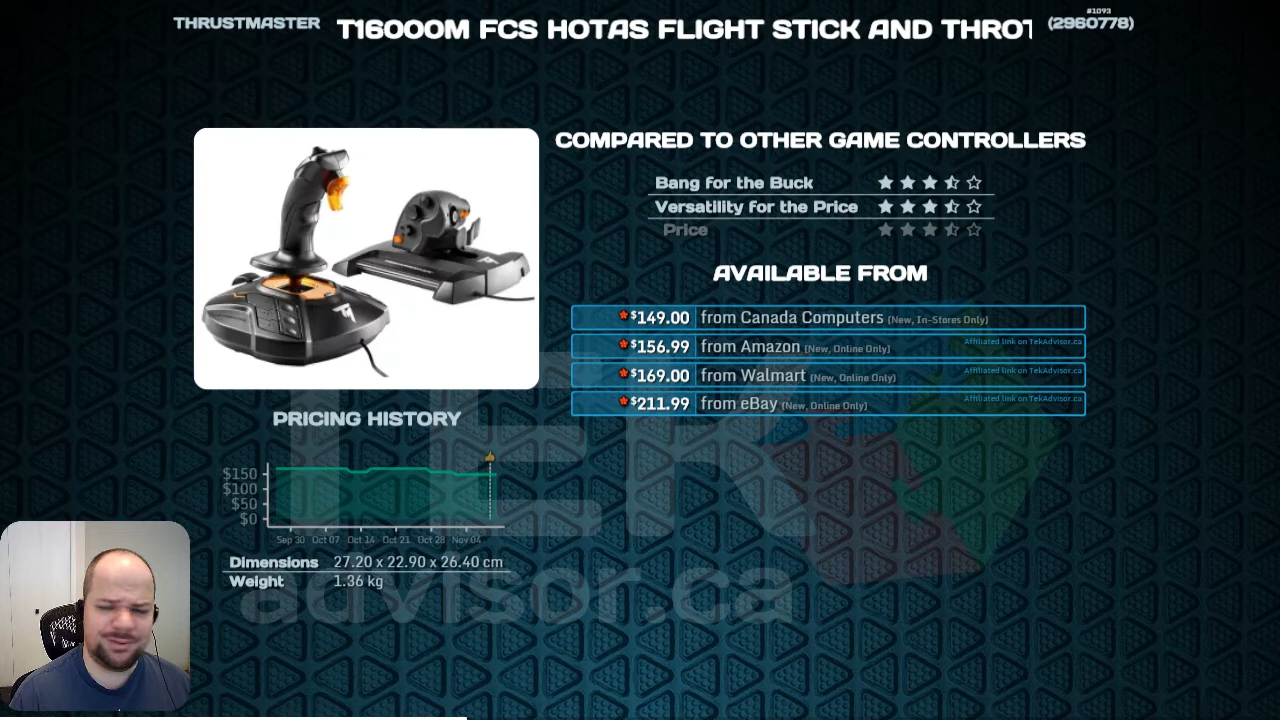 THRUSTMASTER
T16000M FCS HOTAS FLIGHT STICK AND THROT
#1093
(2960778)
COMPARED TO OTHER GAME CONTROLLERS
Bang for the Buck
Versatility for the Price
Price
AVAILABLE FROM
$149.00 from Canada Computers (New, In-Stores Only)
$156.99 from Amazon (New, Online Only) Affiliated link on TekAdvisor.ca
$169.00 from Walmart (New, Online Only) Affiliated link on TekAdvisor.ca
$211.99 from eBay (New, Online Only) Affiliated link on TekAdvisor.ca
PRICING HISTORY
$150
$100
$50
$0
Sep 30 Oct 07 Oct 14 Oct 21 Oct 28 Nov 04
Dimensions 27.20 x 22.90 x 26.40 cm
Weight 1.36 kg
TEK
advisor.ca